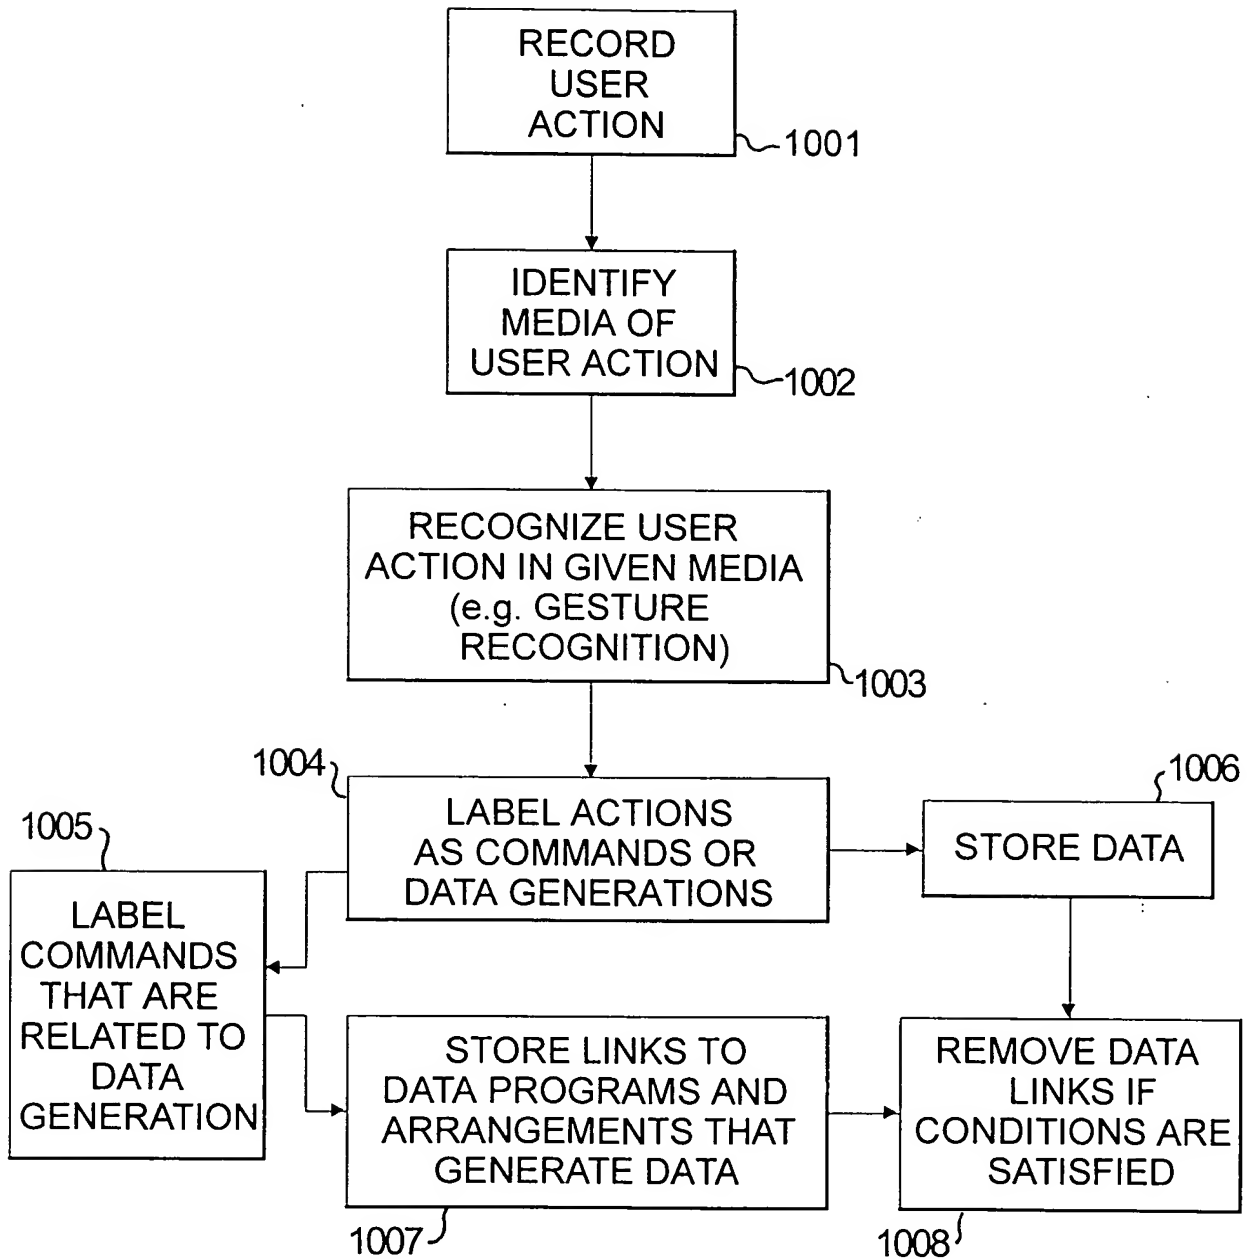 RECORD
USER
ACTION
1001
IDENTIFY
MEDIA OF
USER ACTION
1002
RECOGNIZE USER
ACTION IN GIVEN MEDIA
(e.g. GESTURE
RECOGNITION)
1003
1004
LABEL ACTIONS
AS COMMANDS OR
DATA GENERATIONS
1006
STORE DATA
1005
LABEL
COMMANDS
THAT ARE
RELATED TO
DATA
GENERATION
STORE LINKS TO
DATA PROGRAMS AND
ARRANGEMENTS THAT
GENERATE DATA
1007
REMOVE DATA
LINKS IF
CONDITIONS ARE
SATISFIED
1008